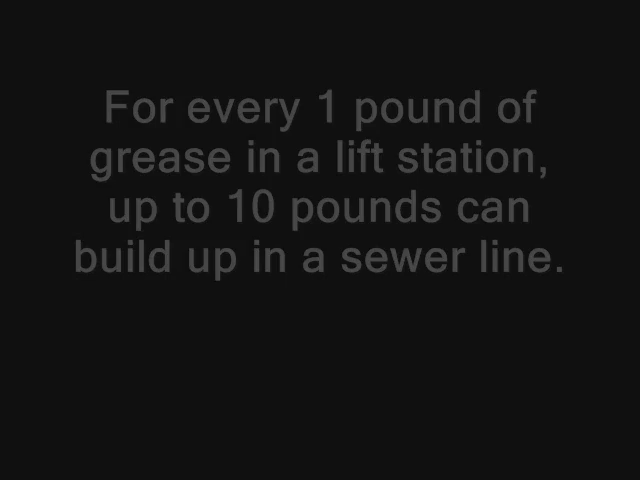 For every 1 pound of
grease in a lift station,
up to 10 pounds can
build up in a sewer line.